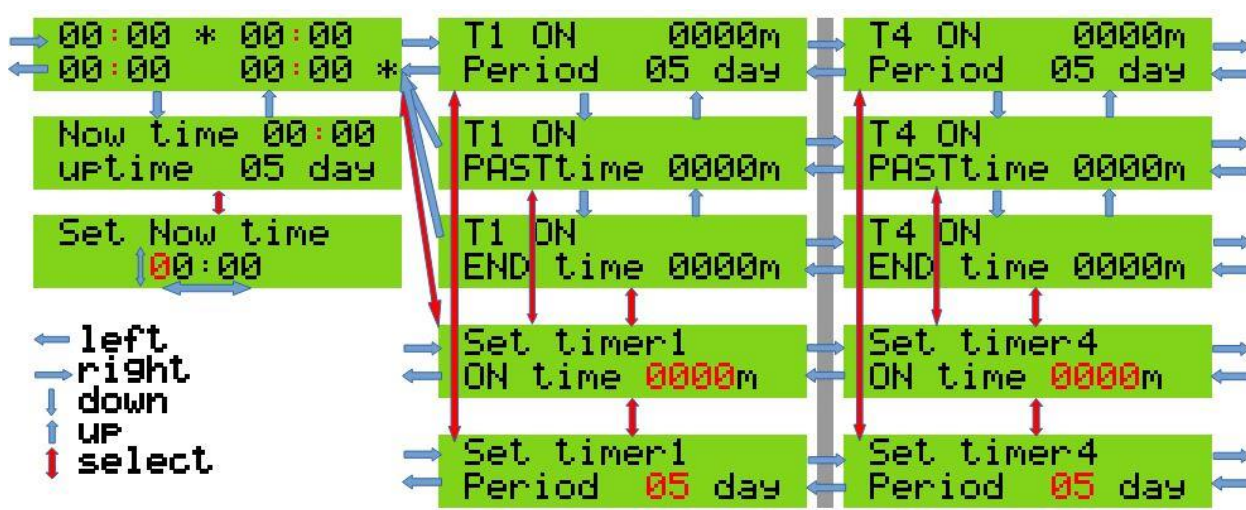 00:00 * 00:00
00:00 00:00 *
Now time 00:00
uptime 05 day
Set Now time
00:00
left
right
down
up
select
T1 ON 0000m
Period 05 day
T1 ON
PASTtime 0000m
T1 ON
END time 0000m
Set timer1
ON time 0000m
Set timer1
Period 05 day
T4 ON 0000m
Period 05 day
T4 ON
PASTtime 0000m
T4 ON
END time 0000m
Set timer4
ON time 0000m
Set timer4
Period 05 day